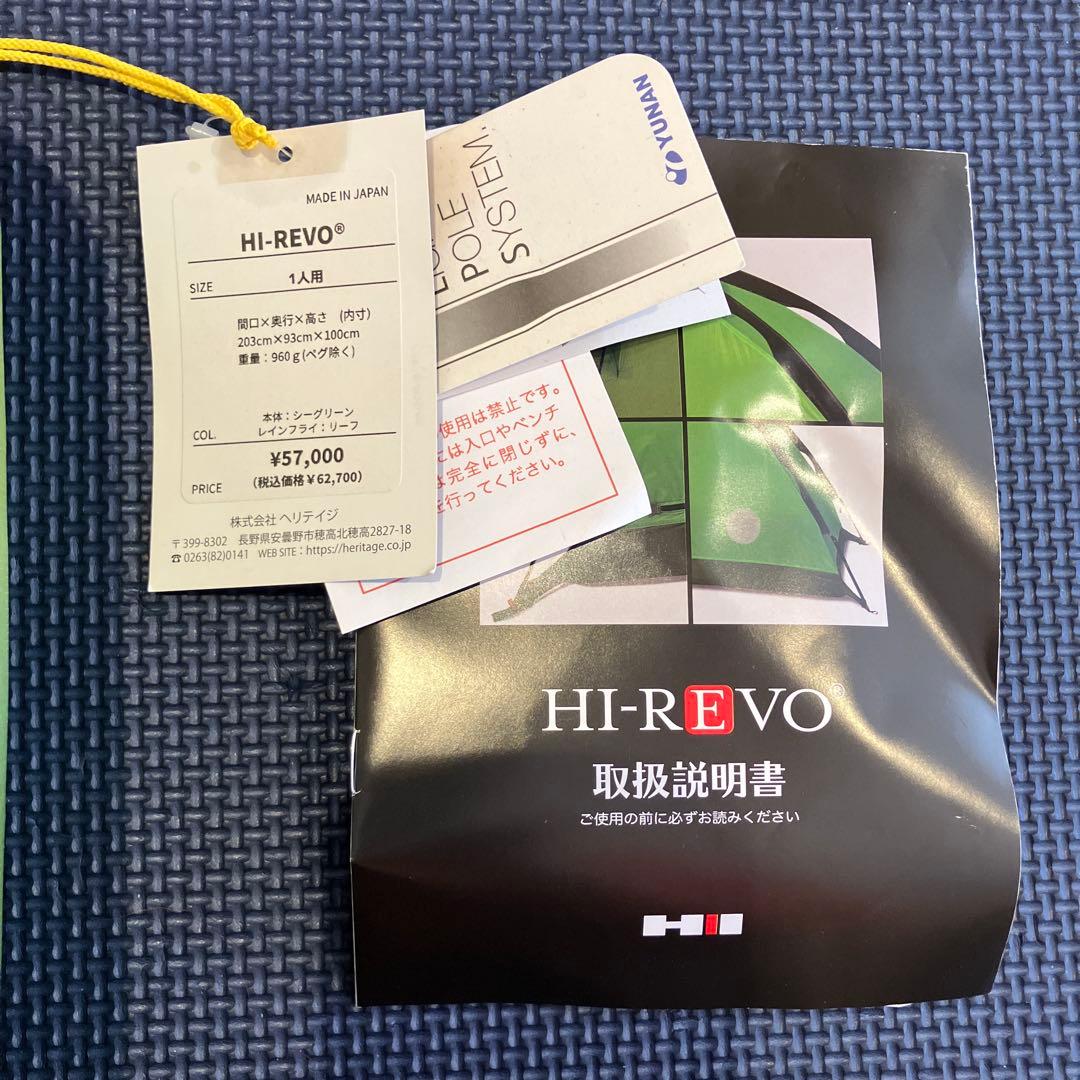 MADE IN JAPAN
HI-REVO®
SIZE 1人用
間口×奥行×高さ (内寸)
203cm×93cm×100cm
重量：960g(ペグ除く)
本体：シーグリーン
COL. レインフライ：リーフ
¥57,000
PRICE (税込価格¥62,700)
株式会社 ヘリテイジ
〒399-8302 長野県安曇野市穂高北穂高2827-18
☎0263(82)0141 WEB SITE：https://heritage.co.jp
YUNAN
POLE
SYSTEM.
使用は禁止です。
には入口やベンチ
は完全に閉じずに、
を行ってください。
HI-REVO®
取扱説明書
ご使用の前に必ずお読みください